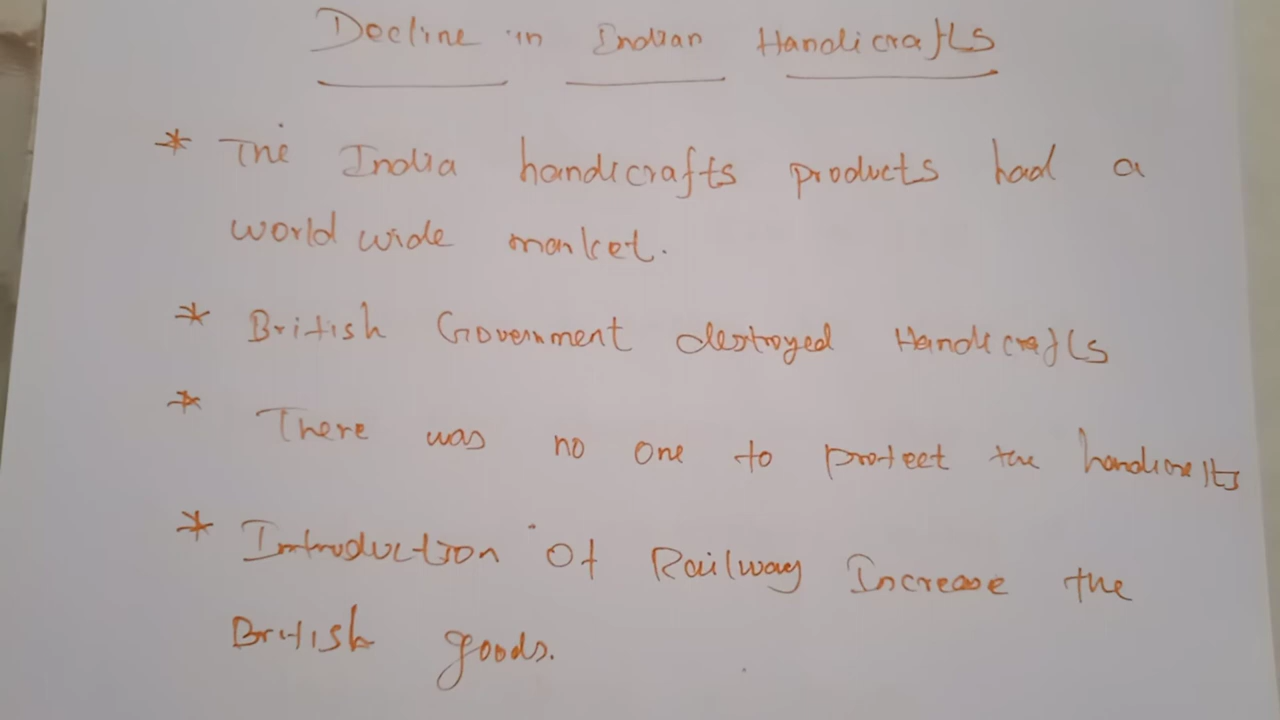 Decline in Indian Handicrafts
* The India handicrafts products had a
world wide market.
* British Government destroyed Handicrafts
* There was no one to protect the handicrafts
* Introduction of Railway Increase the
British goods.